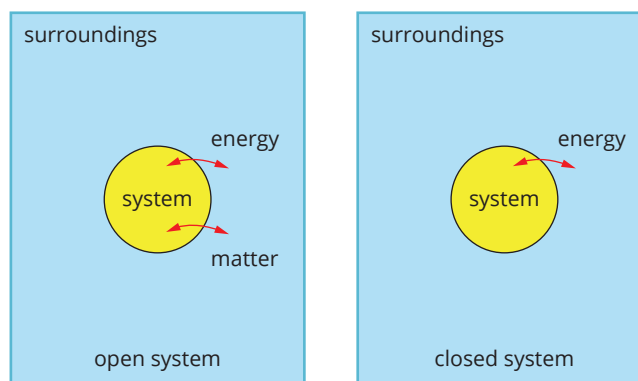 surroundings
energy
system
matter
open system
surroundings
energy
system
closed system